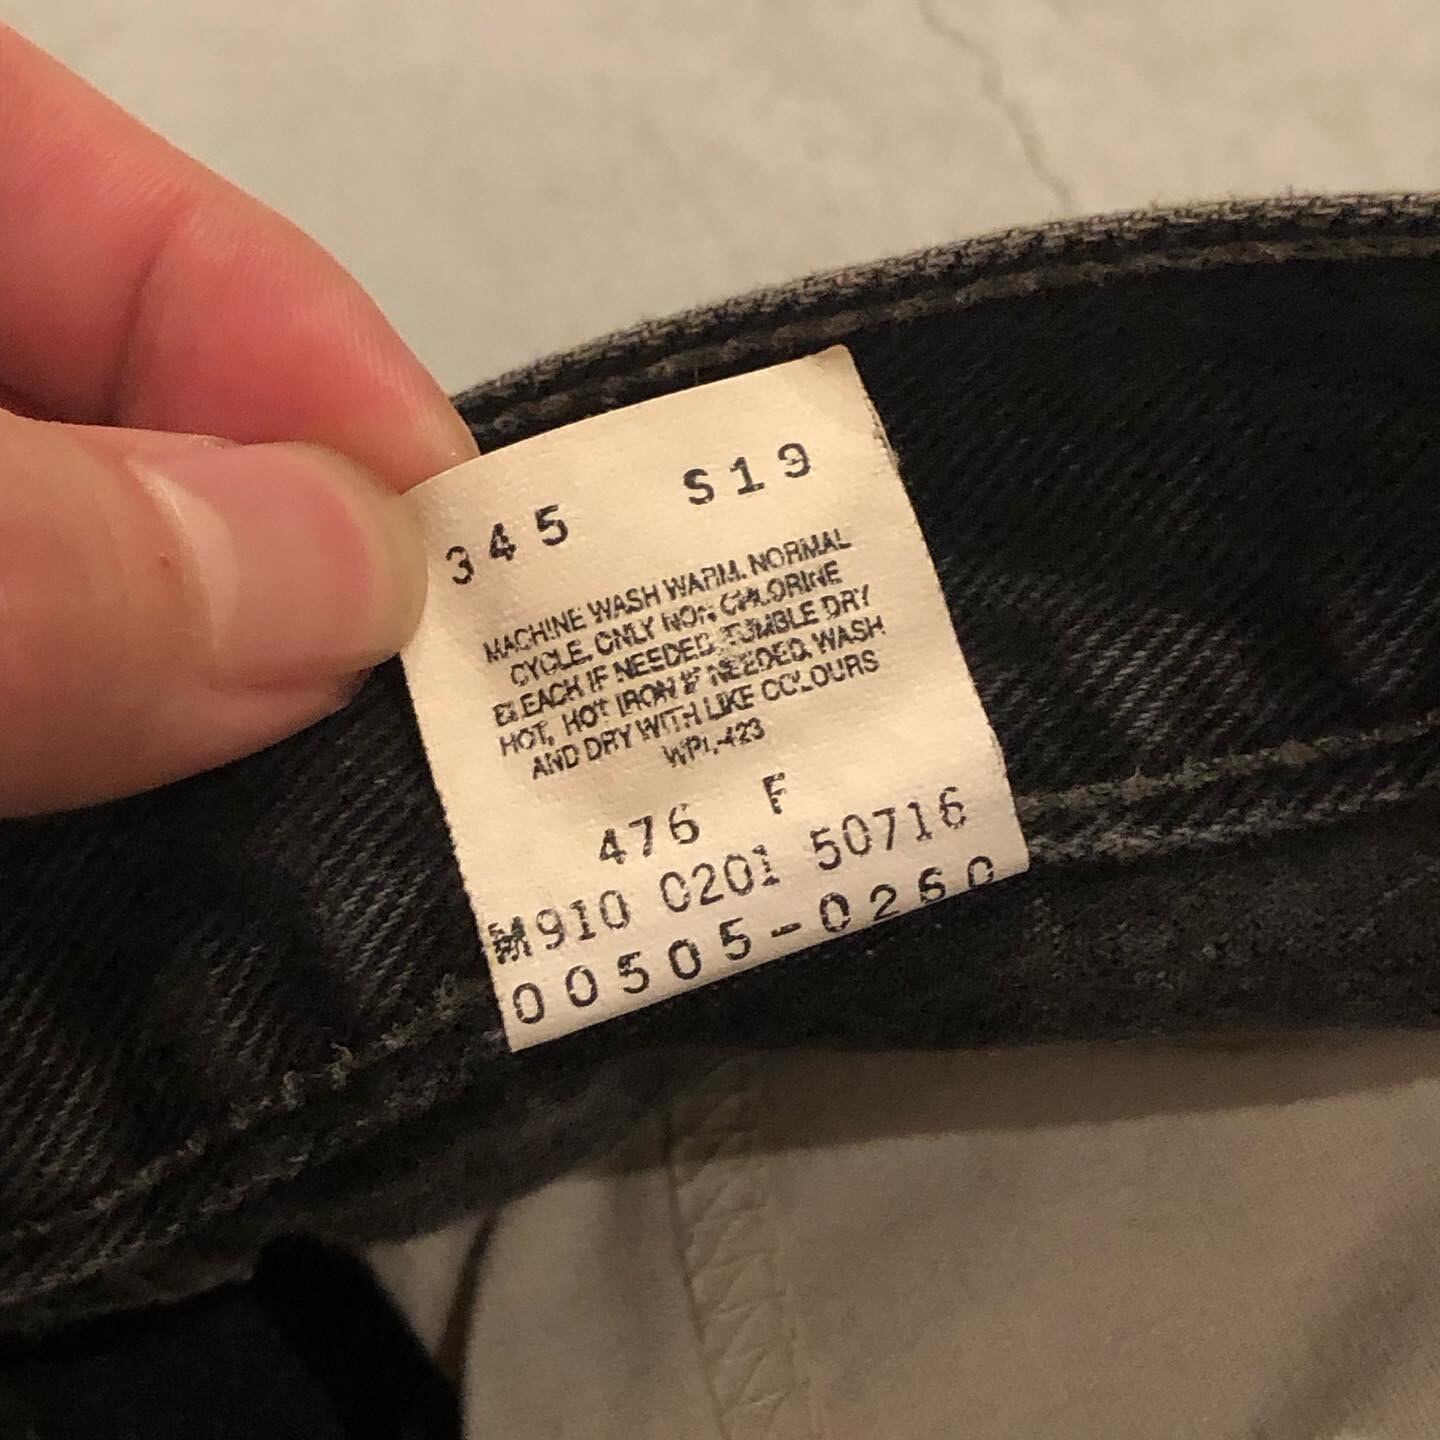 345 S19
MACHINE WASH WARM. NORMAL
CYCLE. ONLY NON CHLORINE
BLEACH IF NEEDED. TUMBLE DRY
HOT, HOT IRON IF NEEDED. WASH
AND DRY WITH LIKE COLOURS
WPL-423
476 F
M910 0201 50716
00505-0260